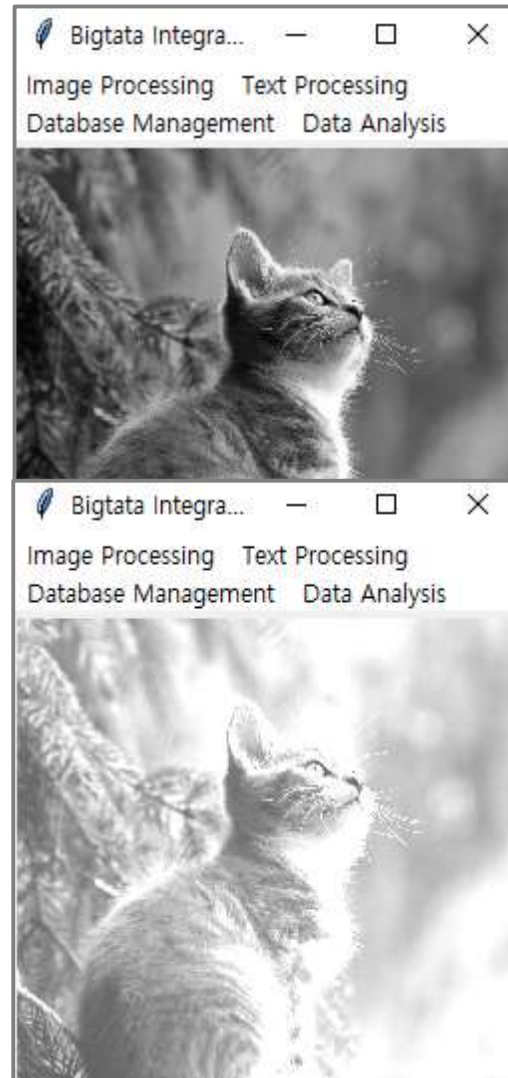 Bigtata Integra...
Image Processing Text Processing
Database Management Data Analysis
Bigtata Integra...
Image Processing Text Processing
Database Management Data Analysis